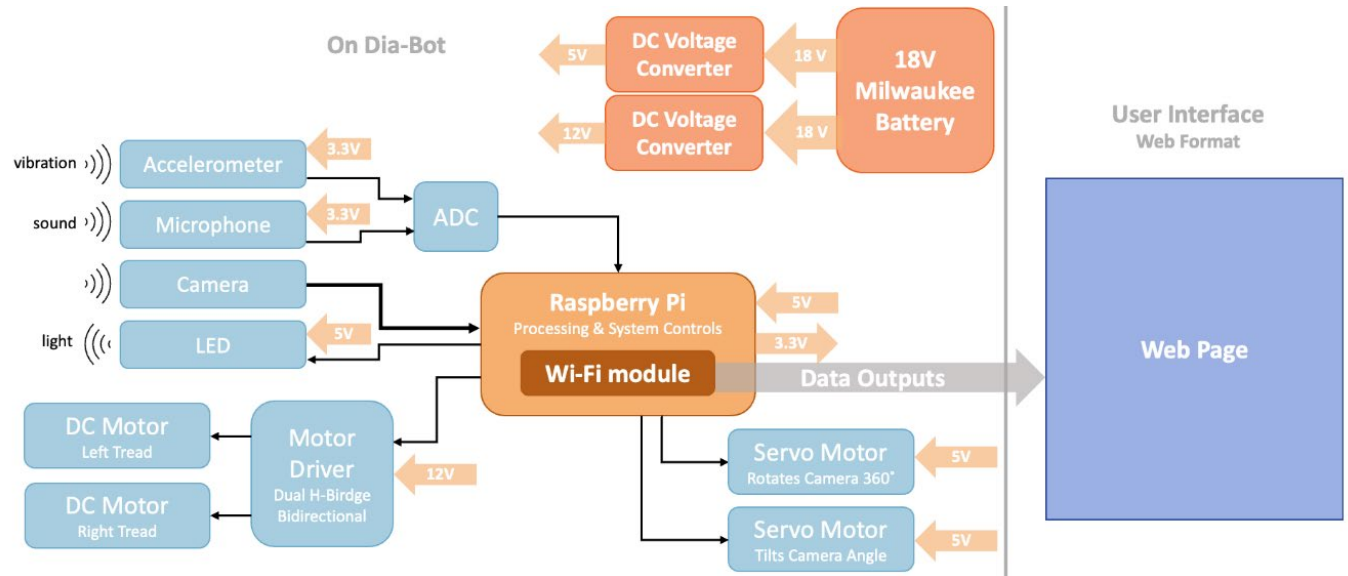 On Dia-Bot
5V
DC Voltage
Converter
18 V
18V
Milwaukee
Battery
12V
DC Voltage
Converter
18 V
User Interface
Web Format
vibration
Accelerometer
3.3V
sound
Microphone
3.3V
ADC
Camera
light
LED
5V
Raspberry Pi
Processing & System Controls
Wi-Fi module
5V
3.3V
Data Outputs
Web Page
DC Motor
Left Tread
DC Motor
Right Tread
Motor
Driver
Dual H-Birdge
Bidirectional
12V
Servo Motor
Rotates Camera 360˚
5V
Servo Motor
Tilts Camera Angle
5V